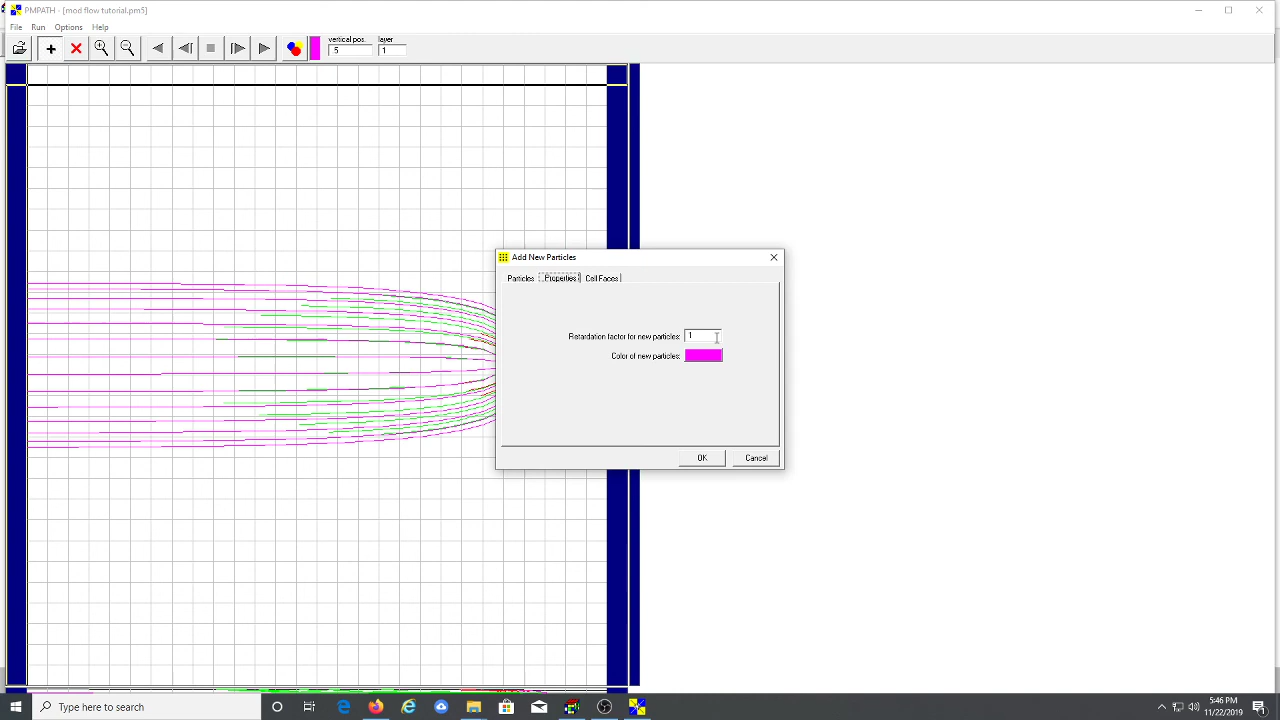 PMPATH - [mod flow tutorial.pm5]
File Run Options Help
vertical pos. layer
5 1
Add New Particles
Particles Properties Cell Faces
Retardation factor for new particles: 1
Color of new particles:
OK Cancel
Type here to search
5:46 PM
11/22/2019